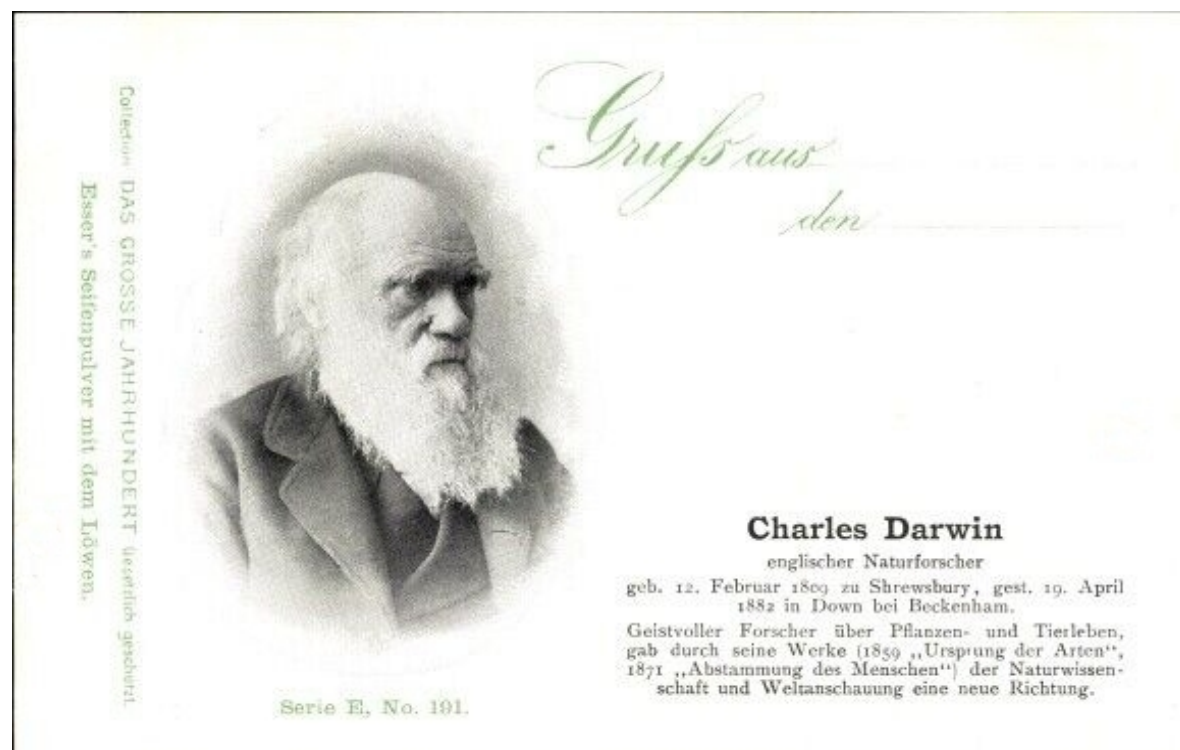 Collection DAS GROSSE JAHRHUNDERT Gesetzlich geschützt.
Esser's Seifenpulver mit dem Löwen.
Gruß aus
den
Charles Darwin
englischer Naturforscher
geb. 12. Februar 1809 zu Shrewsbury, gest. 19. April
1882 in Down bei Beckenham.
Geistvoller Forscher über Pflanzen- und Tierleben,
gab durch seine Werke (1859 „Ursprung der Arten“,
1871 „Abstammung des Menschen“) der Naturwissen-
schaft und Weltanschauung eine neue Richtung.
Serie E, No. 191.